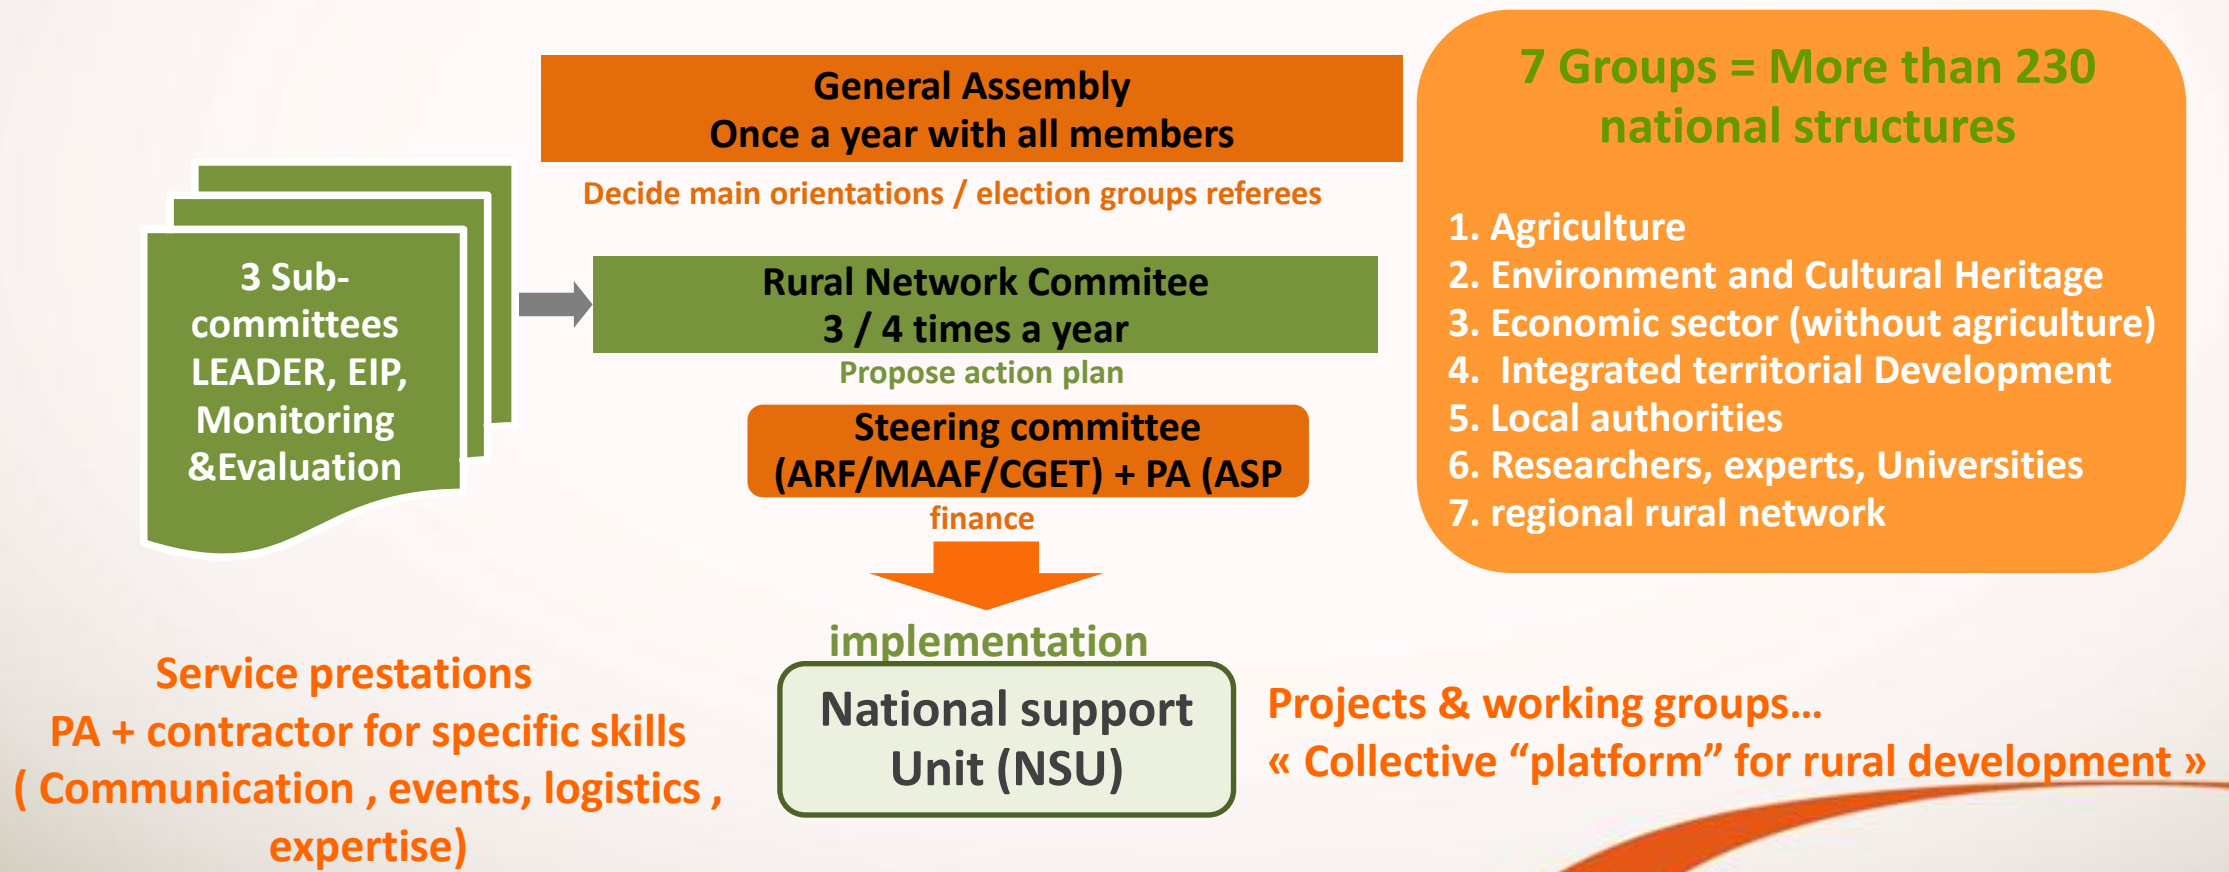 General Assembly
Once a year with all members
Decide main orientations / election groups referees
3 Sub-
committees
LEADER, EIP,
Monitoring
&Evaluation
Rural Network Commitee
3 / 4 times a year
Propose action plan
Steering committee
(ARF/MAAF/CGET) + PA (ASP
finance
implementation
National support
Unit (NSU)
7 Groups = More than 230
national structures
1. Agriculture
2. Environment and Cultural Heritage
3. Economic sector (without agriculture)
4. Integrated territorial Development
5. Local authorities
6. Researchers, experts, Universities
7. regional rural network
Service prestations
PA + contractor for specific skills
( Communication , events, logistics ,
expertise)
Projects & working groups…
« Collective “platform” for rural development »